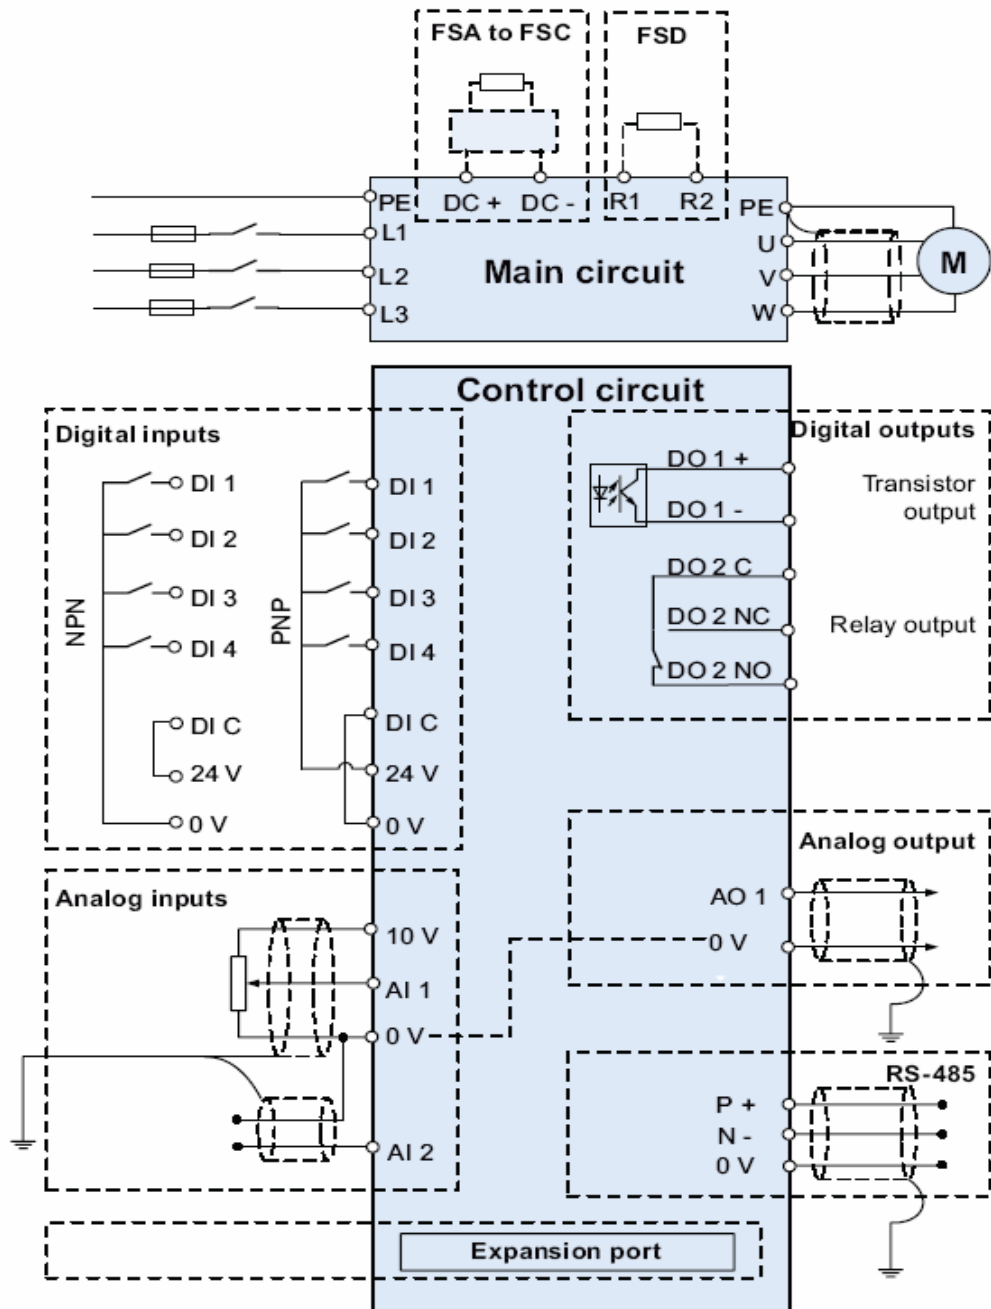 FSA to FSC
FSD
PE
DC +
DC -
R1
R2
PE
L1
U
L2
Main circuit
V
M
L3
W
Control circuit
Digital inputs
Digital outputs
DI 1
DI 1
DO 1 +
Transistor
output
DO 1 -
DI 2
DI 2
DO 2 C
DI 3
DI 3
NPN
PNP
DO 2 NC
Relay output
DI 4
DI 4
DO 2 NO
DI C
DI C
24 V
24 V
0 V
0 V
Analog output
Analog inputs
AO 1
10 V
0 V
AI 1
0 V
RS-485
P +
N -
AI 2
0 V
Expansion port